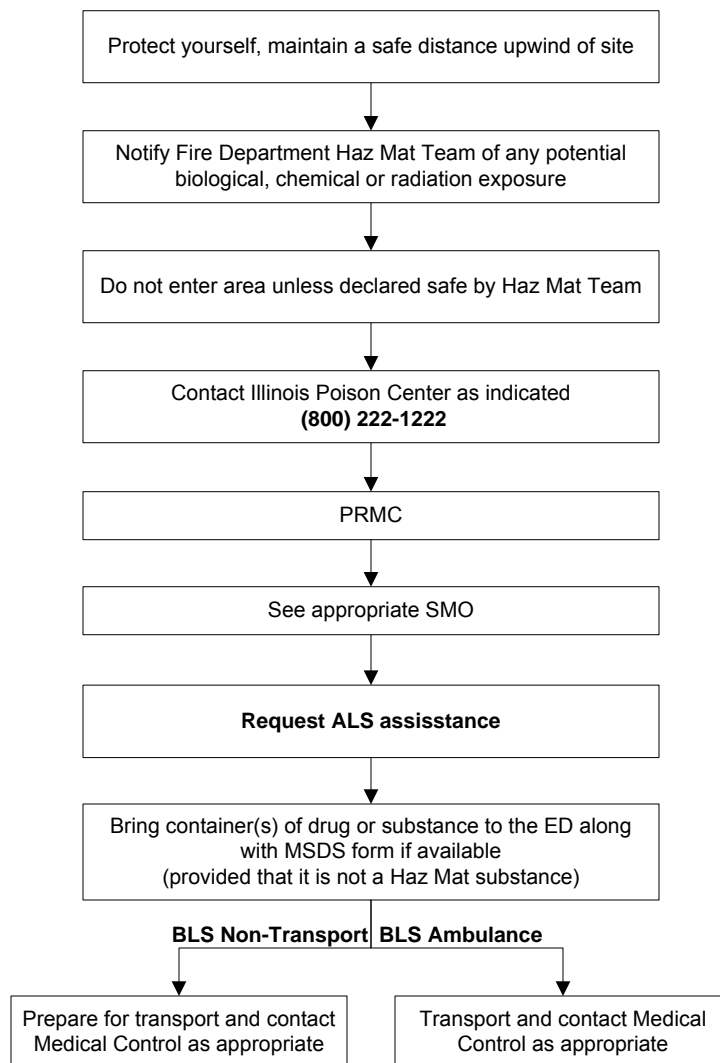 Protect yourself, maintain a safe distance upwind of site
Notify Fire Department Haz Mat Team of any potential
biological, chemical or radiation exposure
Do not enter area unless declared safe by Haz Mat Team
Contact Illinois Poison Center as indicated
(800) 222-1222
PRMC
See appropriate SMO
Request ALS assisstance
Bring container(s) of drug or substance to the ED along
with MSDS form if available
(provided that it is not a Haz Mat substance)
BLS Non-Transport
BLS Ambulance
Prepare for transport and contact
Medical Control as appropriate
Transport and contact Medical
Control as appropriate